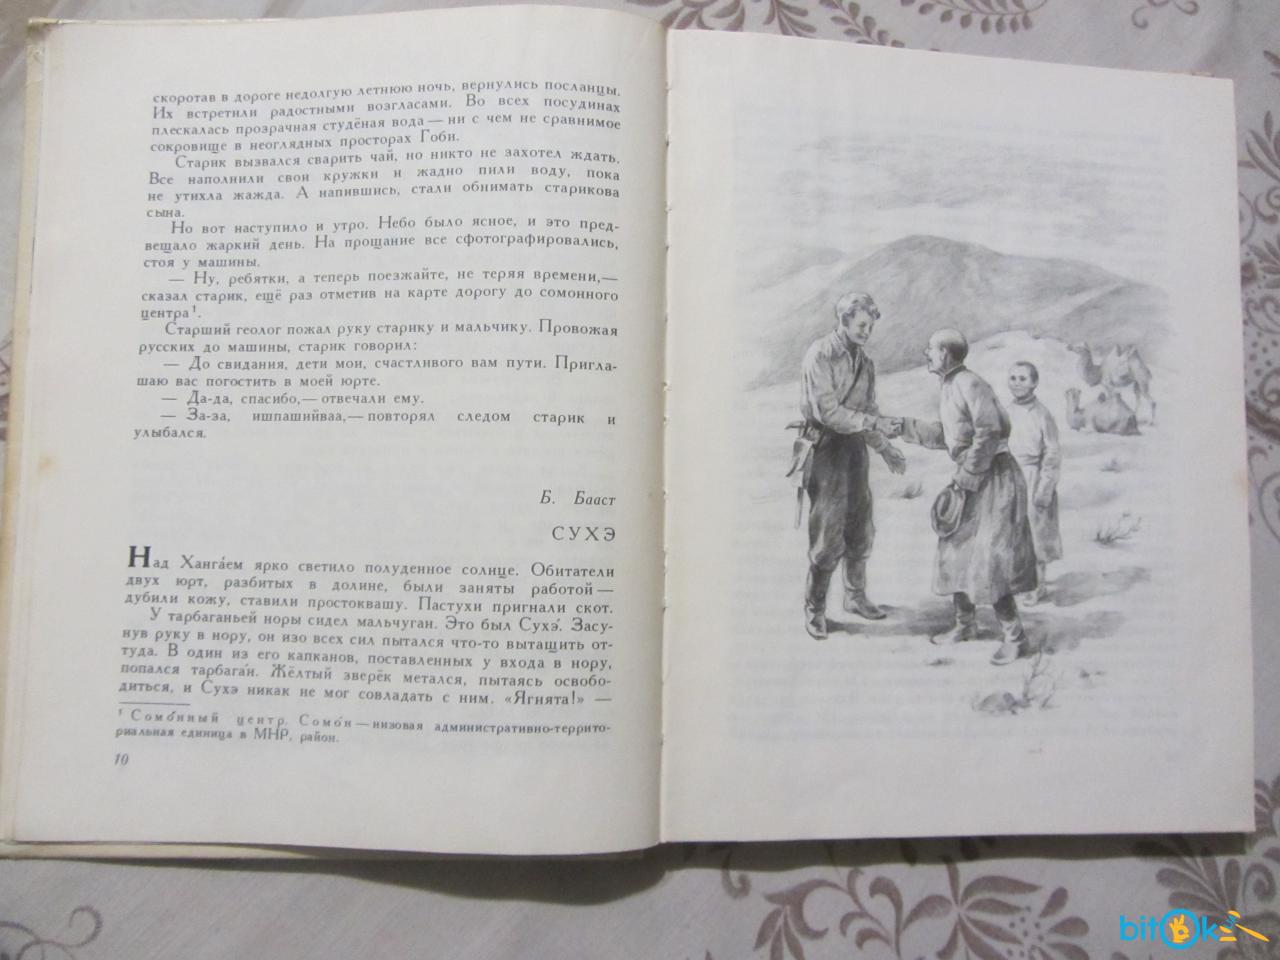 скоротав в дороге недолгую летнюю ночь, вернулись посланцы.
Их встретили радостными возгласами. Во всех посудинах
плескалась прозрачная студёная вода — ни с чем не сравнимое
сокровище в неоглядных просторах Гоби.
Старик вызвался сварить чай, но никто не захотел ждать.
Все наполнили свои кружки и жадно пили воду, пока
не утихла жажда. А напившись, стали обнимать старикова
сына.
Но вот наступило и утро. Небо было ясное, и это пред-
вещало жаркий день. На прощание все сфотографировались,
стоя у машины.
— Ну, ребятки, а теперь поезжайте, не теряя времени,—
сказал старик, ещё раз отметив на карте дорогу до сомонного
центра¹.
Старший геолог пожал руку старику и мальчику. Провожая
русских до машины, старик говорил:
— До свидания, дети мои, счастливого вам пути. Пригла-
шаю вас погостить в моей юрте.
— Да-да, спасибо,— отвечали ему.
— За-за, ишпашийваа,— повторял следом старик и
улыбался.
Б. Бааст
СУХЭ
Над Ханга́ем ярко светило полуденное солнце. Обитатели
двух юрт, разбитых в долине, были заняты работой —
дубили кожу, ставили простоквашу. Пастухи пригнали скот.
У тарбаганьей норы сидел мальчуган. Это был Сухэ́. Засу-
нув руку в нору, он изо всех сил пытался что-то вытащить от-
туда. В один из его капканов, поставленных у входа в нору,
попался тарбага́н. Жёлтый зверёк метался, пытаясь освобо-
диться, и Сухэ никак не мог совладать с ним. «Ягнята!» —
¹ Сомо́нный центр. Сомо́н — низовая административно-террито-
риальная единица в МНР, район.
10
bitOk